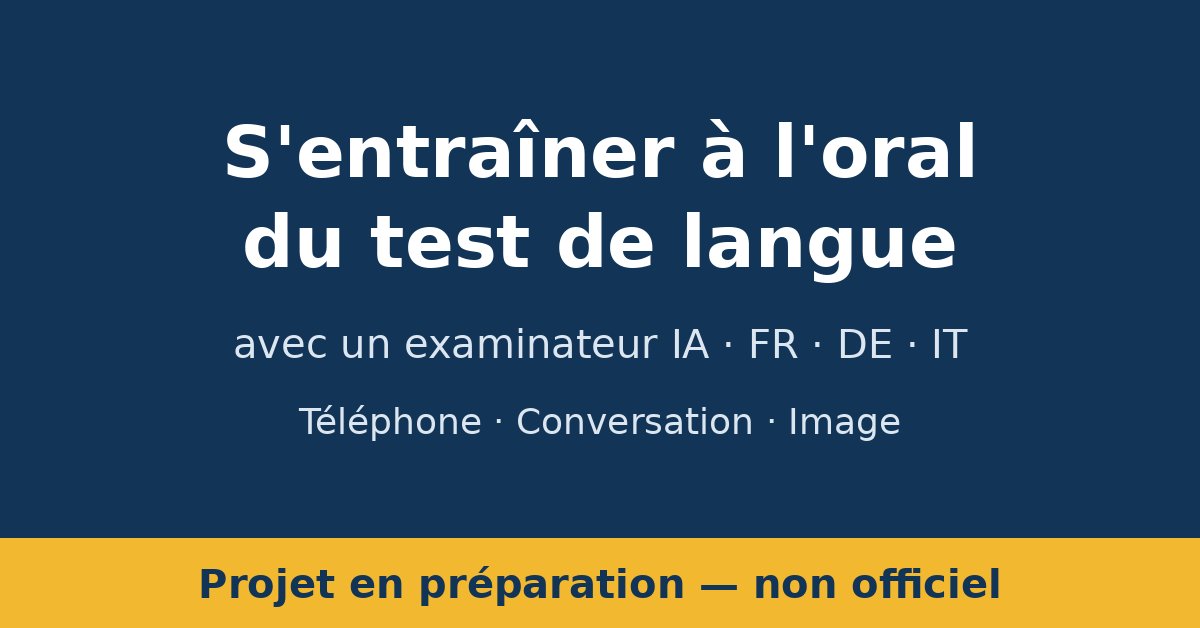 S'entraîner à l'oral
du test de langue
avec un examinateur IA · FR · DE · IT
Téléphone · Conversation · Image
Projet en préparation — non officiel